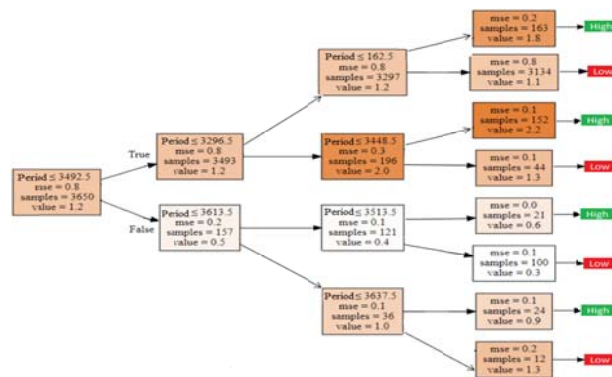 Period ≤ 3492.5
mse = 0.8
samples = 3650
value = 1.2
True
False
Period ≤ 3296.5
mse = 0.8
samples = 3493
value = 1.2
Period ≤ 3613.5
mse = 0.2
samples = 157
value = 0.5
Period ≤ 162.5
mse = 0.8
samples = 3297
value = 1.2
Period ≤ 3448.5
mse = 0.3
samples = 196
value = 2.0
Period ≤ 3513.5
mse = 0.1
samples = 121
value = 0.4
Period ≤ 3637.5
mse = 0.1
samples = 36
value = 1.0
mse = 0.2
samples = 163
value = 1.8
High
mse = 0.8
samples = 3134
value = 1.1
Low
mse = 0.1
samples = 152
value = 2.2
High
mse = 0.1
samples = 44
value = 1.3
Low
mse = 0.0
samples = 21
value = 0.6
High
mse = 0.1
samples = 100
value = 0.3
Low
mse = 0.1
samples = 24
value = 0.9
High
mse = 0.2
samples = 12
value = 1.3
Low